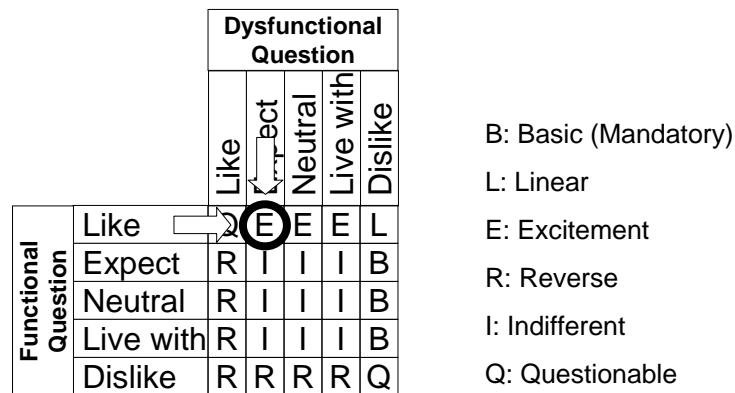 Dysfunctional
Question
Like
Expect
Neutral
Live with
Dislike
Functional
Question
Like Q E E E L
Expect R I I I B
Neutral R I I I B
Live with R I I I B
Dislike R R R R Q
B: Basic (Mandatory)
L: Linear
E: Excitement
R: Reverse
I: Indifferent
Q: Questionable